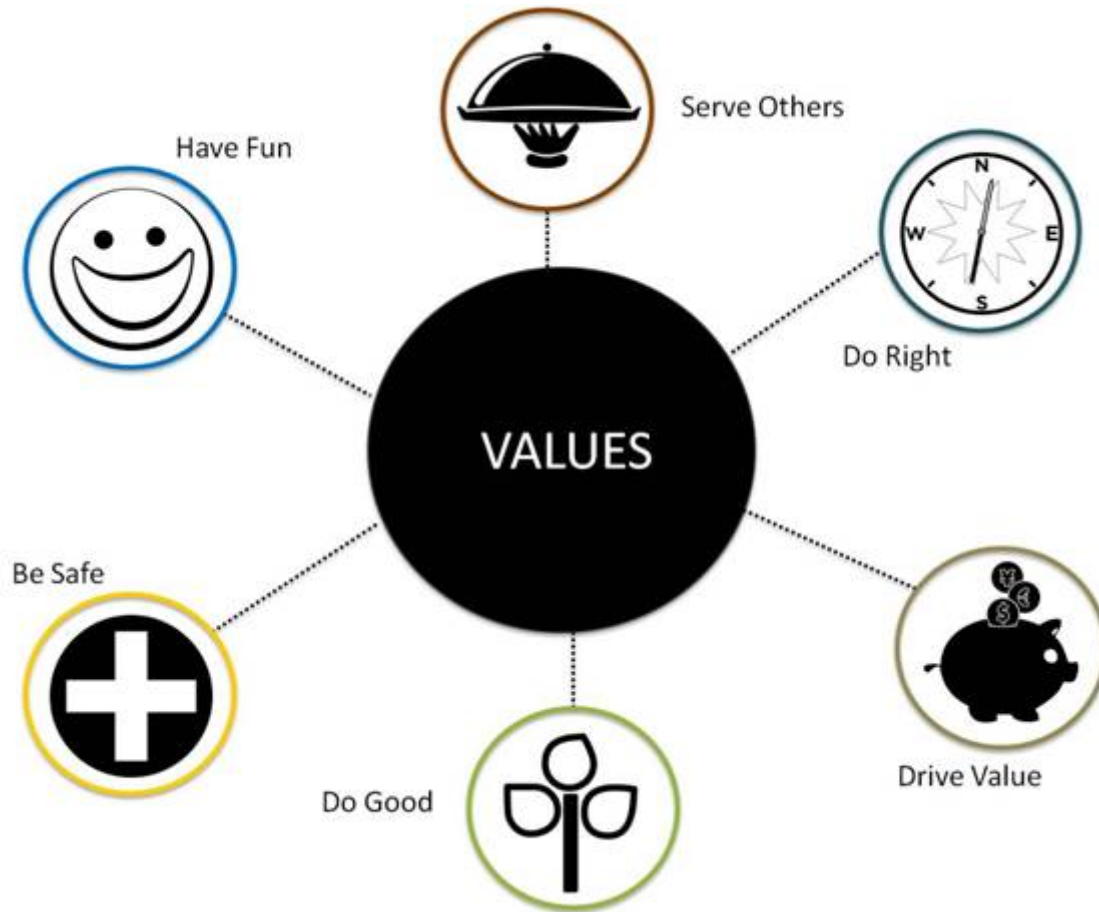 Serve Others
Have Fun
N
W E
S
Do Right
VALUES
Be Safe
¥
€
$
Drive Value
Do Good